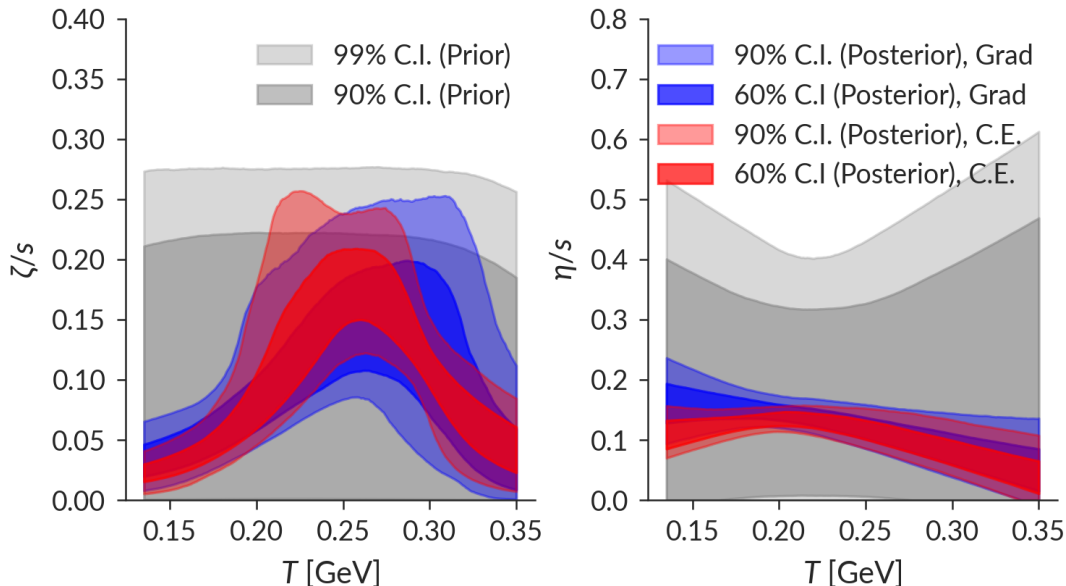 0.40
0.35
0.30
0.25
0.20
0.15
0.10
0.05
0.00
ζ/s
99% C.I. (Prior)
90% C.I. (Prior)
0.15 0.20 0.25 0.30 0.35
T [GeV]
0.8
0.7
0.6
0.5
0.4
0.3
0.2
0.1
0.0
η/s
90% C.I. (Posterior), Grad
60% C.I (Posterior), Grad
90% C.I. (Posterior), C.E.
60% C.I (Posterior), C.E.
0.15 0.20 0.25 0.30 0.35
T [GeV]